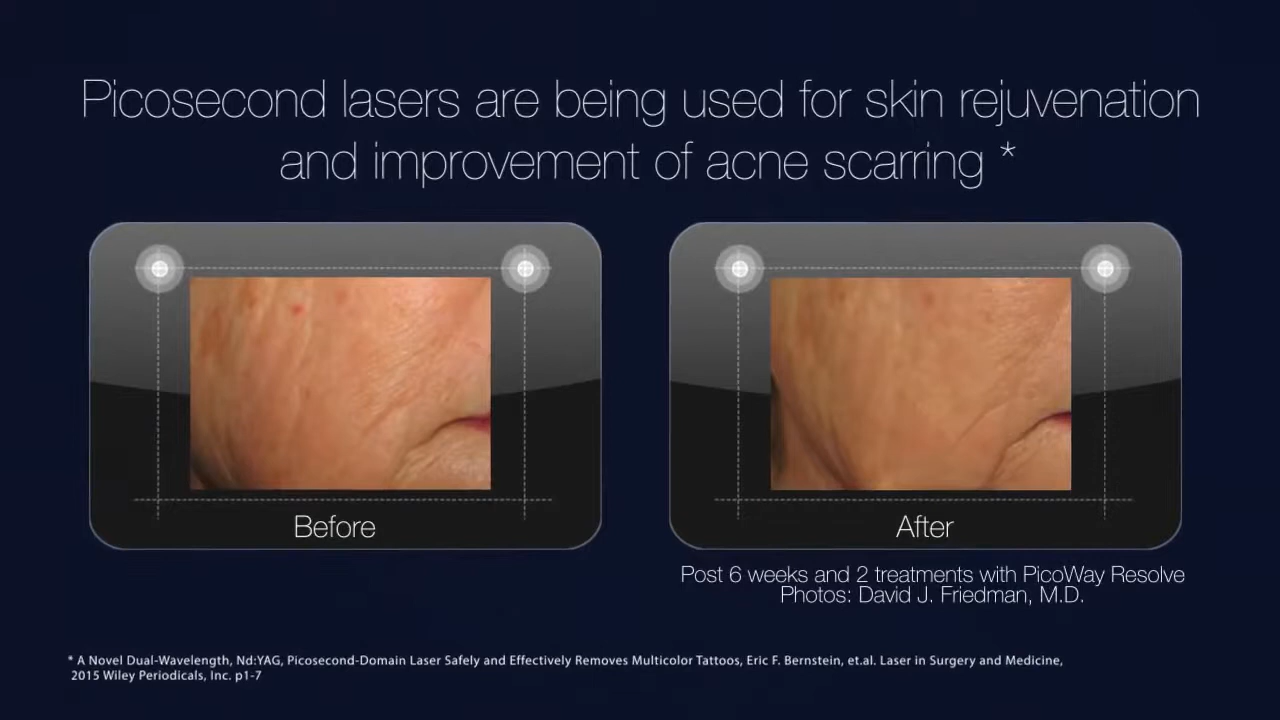 Picosecond lasers are being used for skin rejuvenation
and improvement of acne scarring *
Before
After
Post 6 weeks and 2 treatments with PicoWay Resolve
Photos: David J. Friedman, M.D.
* A Novel Dual-Wavelength, Nd:YAG, Picosecond-Domain Laser Safely and Effectively Removes Multicolor Tattoos, Eric F. Bernstein, et.al. Laser in Surgery and Medicine,
2015 Wiley Periodicals, Inc. p1-7